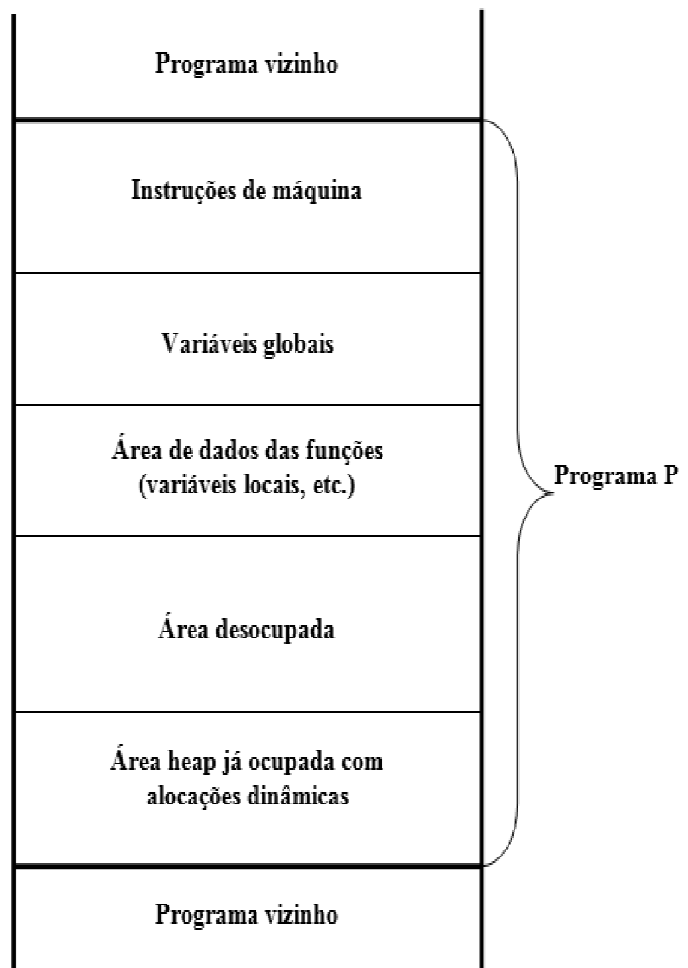 Programa vizinho
Instruções de máquina
Variáveis globais
Área de dados das funções
(variáveis locais, etc.)
Programa P
Área desocupada
Área heap já ocupada com
alocações dinâmicas
Programa vizinho